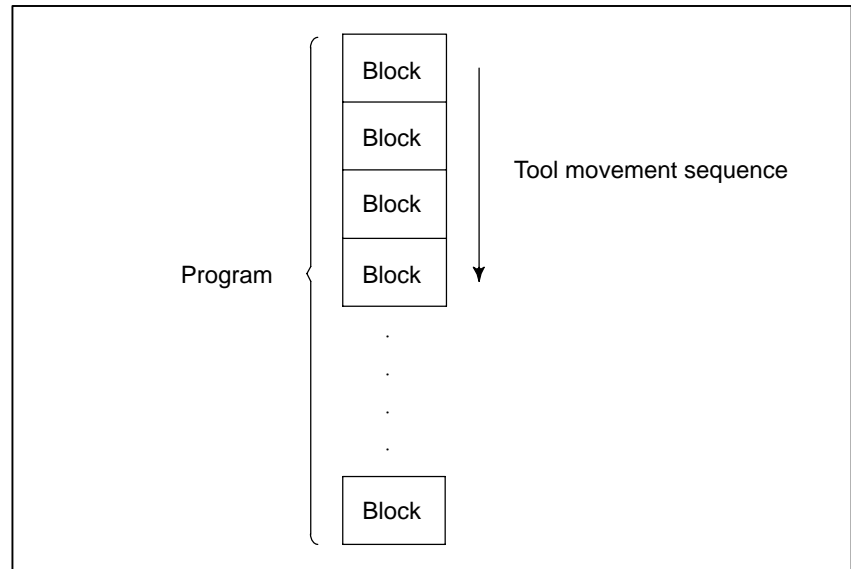 Block
Block
Tool movement sequence
Block
Program
Block
.
.
.
.
Block